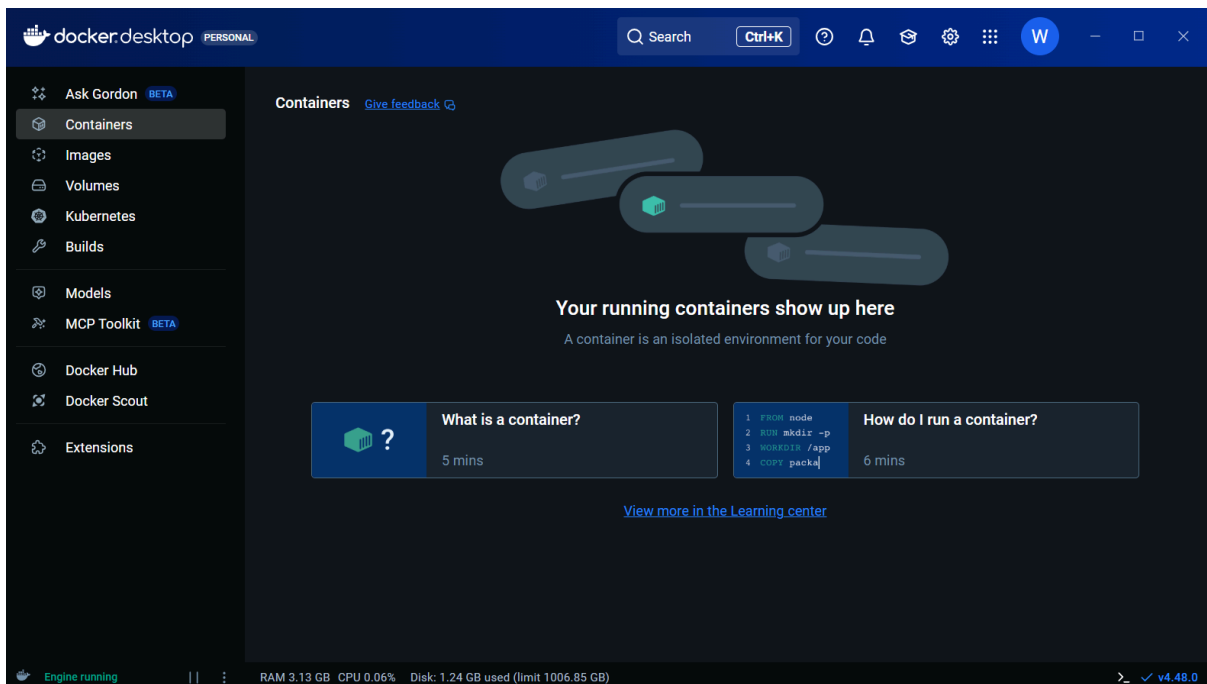 docker.desktop PERSONAL
Search Ctrl+K
W
Ask Gordon BETA
Containers
Images
Volumes
Kubernetes
Builds
Models
MCP Toolkit BETA
Docker Hub
Docker Scout
Extensions
Containers Give feedback
Your running containers show up here
A container is an isolated environment for your code
?
What is a container?
5 mins
1 FROM node
2 RUN mkdir -p
3 WORKDIR /app
4 COPY packa
How do I run a container?
6 mins
View more in the Learning center
Engine running
RAM 3.13 GB CPU 0.06% Disk: 1.24 GB used (limit 1006.85 GB)
>_ v4.48.0